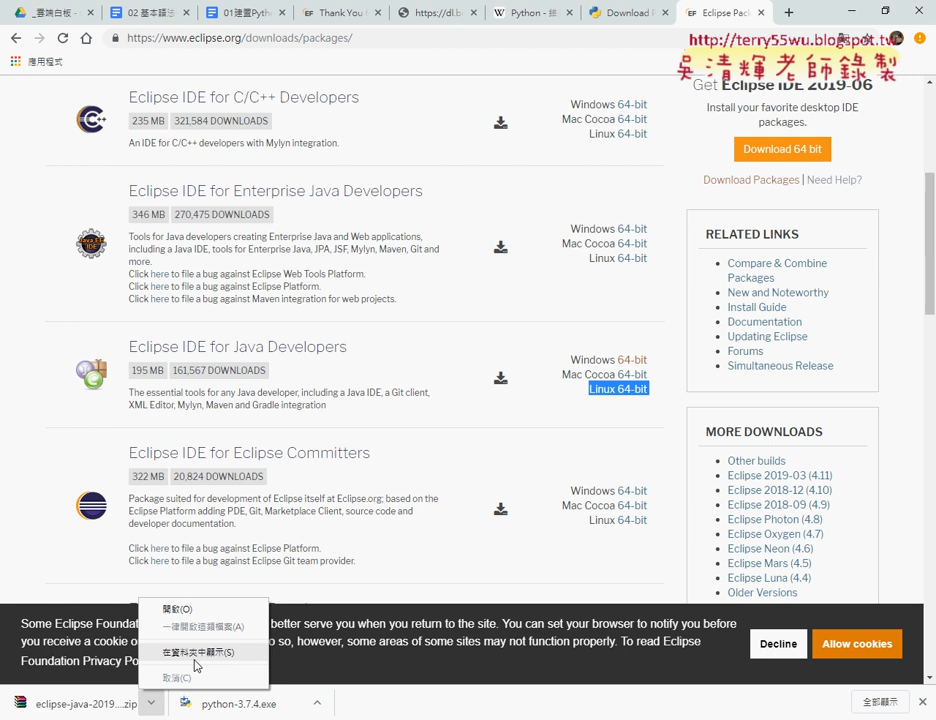 _雲端白板 -
02 基本語法
01建置Pyth
Thank You
https://dl.b
Python - 維
Download P
Eclipse Pac
https://www.eclipse.org/downloads/packages/
應用程式
http://terry55wu.blogspot.tw
吳清輝老師錄製
Eclipse IDE for C/C++ Developers
235 MB 321,584 DOWNLOADS
An IDE for C/C++ developers with Mylyn integration.
Windows 64-bit
Mac Cocoa 64-bit
Linux 64-bit
Eclipse IDE for Enterprise Java Developers
346 MB 270,475 DOWNLOADS
Tools for Java developers creating Enterprise Java and Web applications,
including a Java IDE, tools for Enterprise Java, JPA, JSF, Mylyn, Maven, Git and
more.
Click here to file a bug against Eclipse Web Tools Platform.
Click here to file a bug against Eclipse Platform.
Click here to file a bug against Maven integration for web projects.
Windows 64-bit
Mac Cocoa 64-bit
Linux 64-bit
Eclipse IDE for Java Developers
195 MB 161,567 DOWNLOADS
The essential tools for any Java developer, including a Java IDE, a Git client,
XML Editor, Mylyn, Maven and Gradle integration
Windows 64-bit
Mac Cocoa 64-bit
Linux 64-bit
Eclipse IDE for Eclipse Committers
322 MB 20,824 DOWNLOADS
Package suited for development of Eclipse itself at Eclipse.org; based on the
Eclipse Platform adding PDE, Git, Marketplace Client, source code and
developer documentation.
Click here to file a bug against Eclipse Platform.
Click here to file a bug against Eclipse Git team provider.
Windows 64-bit
Mac Cocoa 64-bit
Linux 64-bit
Get Eclipse IDE 2019-06
Install your favorite desktop IDE
packages.
Download 64 bit
Download Packages | Need Help?
RELATED LINKS
Compare & Combine
Packages
New and Noteworthy
Install Guide
Documentation
Updating Eclipse
Forums
Simultaneous Release
MORE DOWNLOADS
Other builds
Eclipse 2019-03 (4.11)
Eclipse 2018-12 (4.10)
Eclipse 2018-09 (4.9)
Eclipse Photon (4.8)
Eclipse Oxygen (4.7)
Eclipse Neon (4.6)
Eclipse Mars (4.5)
Eclipse Luna (4.4)
Older Versions
Some Eclipse Founda
better serve you when you return to the site. You can set your browser to notify you before
you receive a cookie o
so, however, some areas of some sites may not function properly. To read Eclipse
Foundation Privacy Po
Decline
Allow cookies
開啟(O)
一律開啟這類檔案(A)
在資料夾中顯示(S)
取消(C)
eclipse-java-2019....zip
python-3.7.4.exe
全部顯示